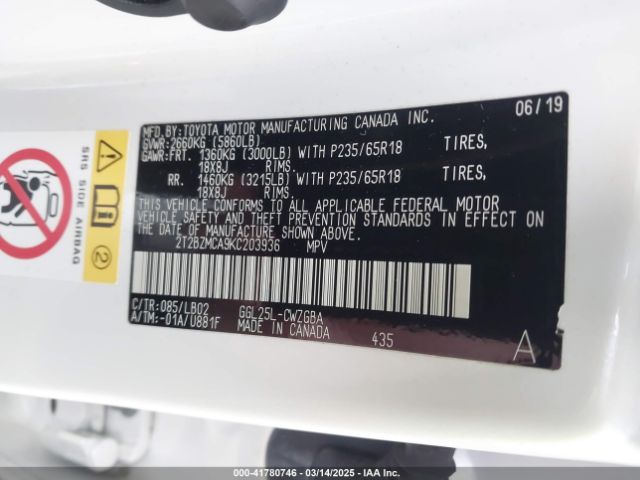 SRS SIDE AIRBAG
2
06/19
MFD. BY:TOYOTA MOTOR MANUFACTURING CANADA INC.
GVWR:2660KG (5860LB)
GAWR:FRT. 1360KG (3000LB) WITH P235/65R18 TIRES,
18X8J RIMS.
RR. 1460KG (3215LB) WITH P235/65R18 TIRES,
18X8J RIMS.
THIS VEHICLE CONFORMS TO ALL APPLICABLE FEDERAL MOTOR
VEHICLE SAFETY AND THEFT PREVENTION STANDARDS IN EFFECT ON
THE DATE OF MANUFACTURE SHOWN ABOVE.
2T2BZMCA9KC203936 MPV
C/TR:085/LB02 GGL25L-CWZGBA
A/TM:-01A/U881F MADE IN CANADA 435
A
000-41780746 - 03/14/2025 - IAA Inc.